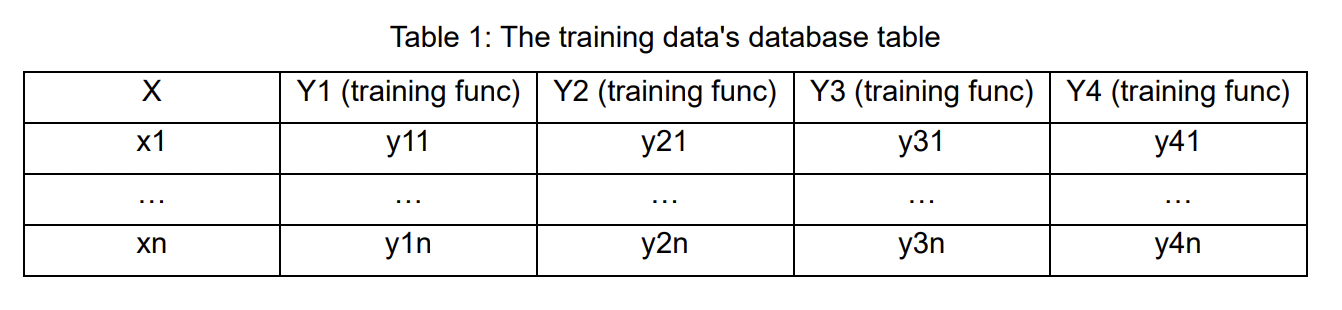 Table 1: The training data's database table
X Y1 (training func) Y2 (training func) Y3 (training func) Y4 (training func)
x1 y11 y21 y31 y41
... ... ... ... ...
xn y1n y2n y3n y4n